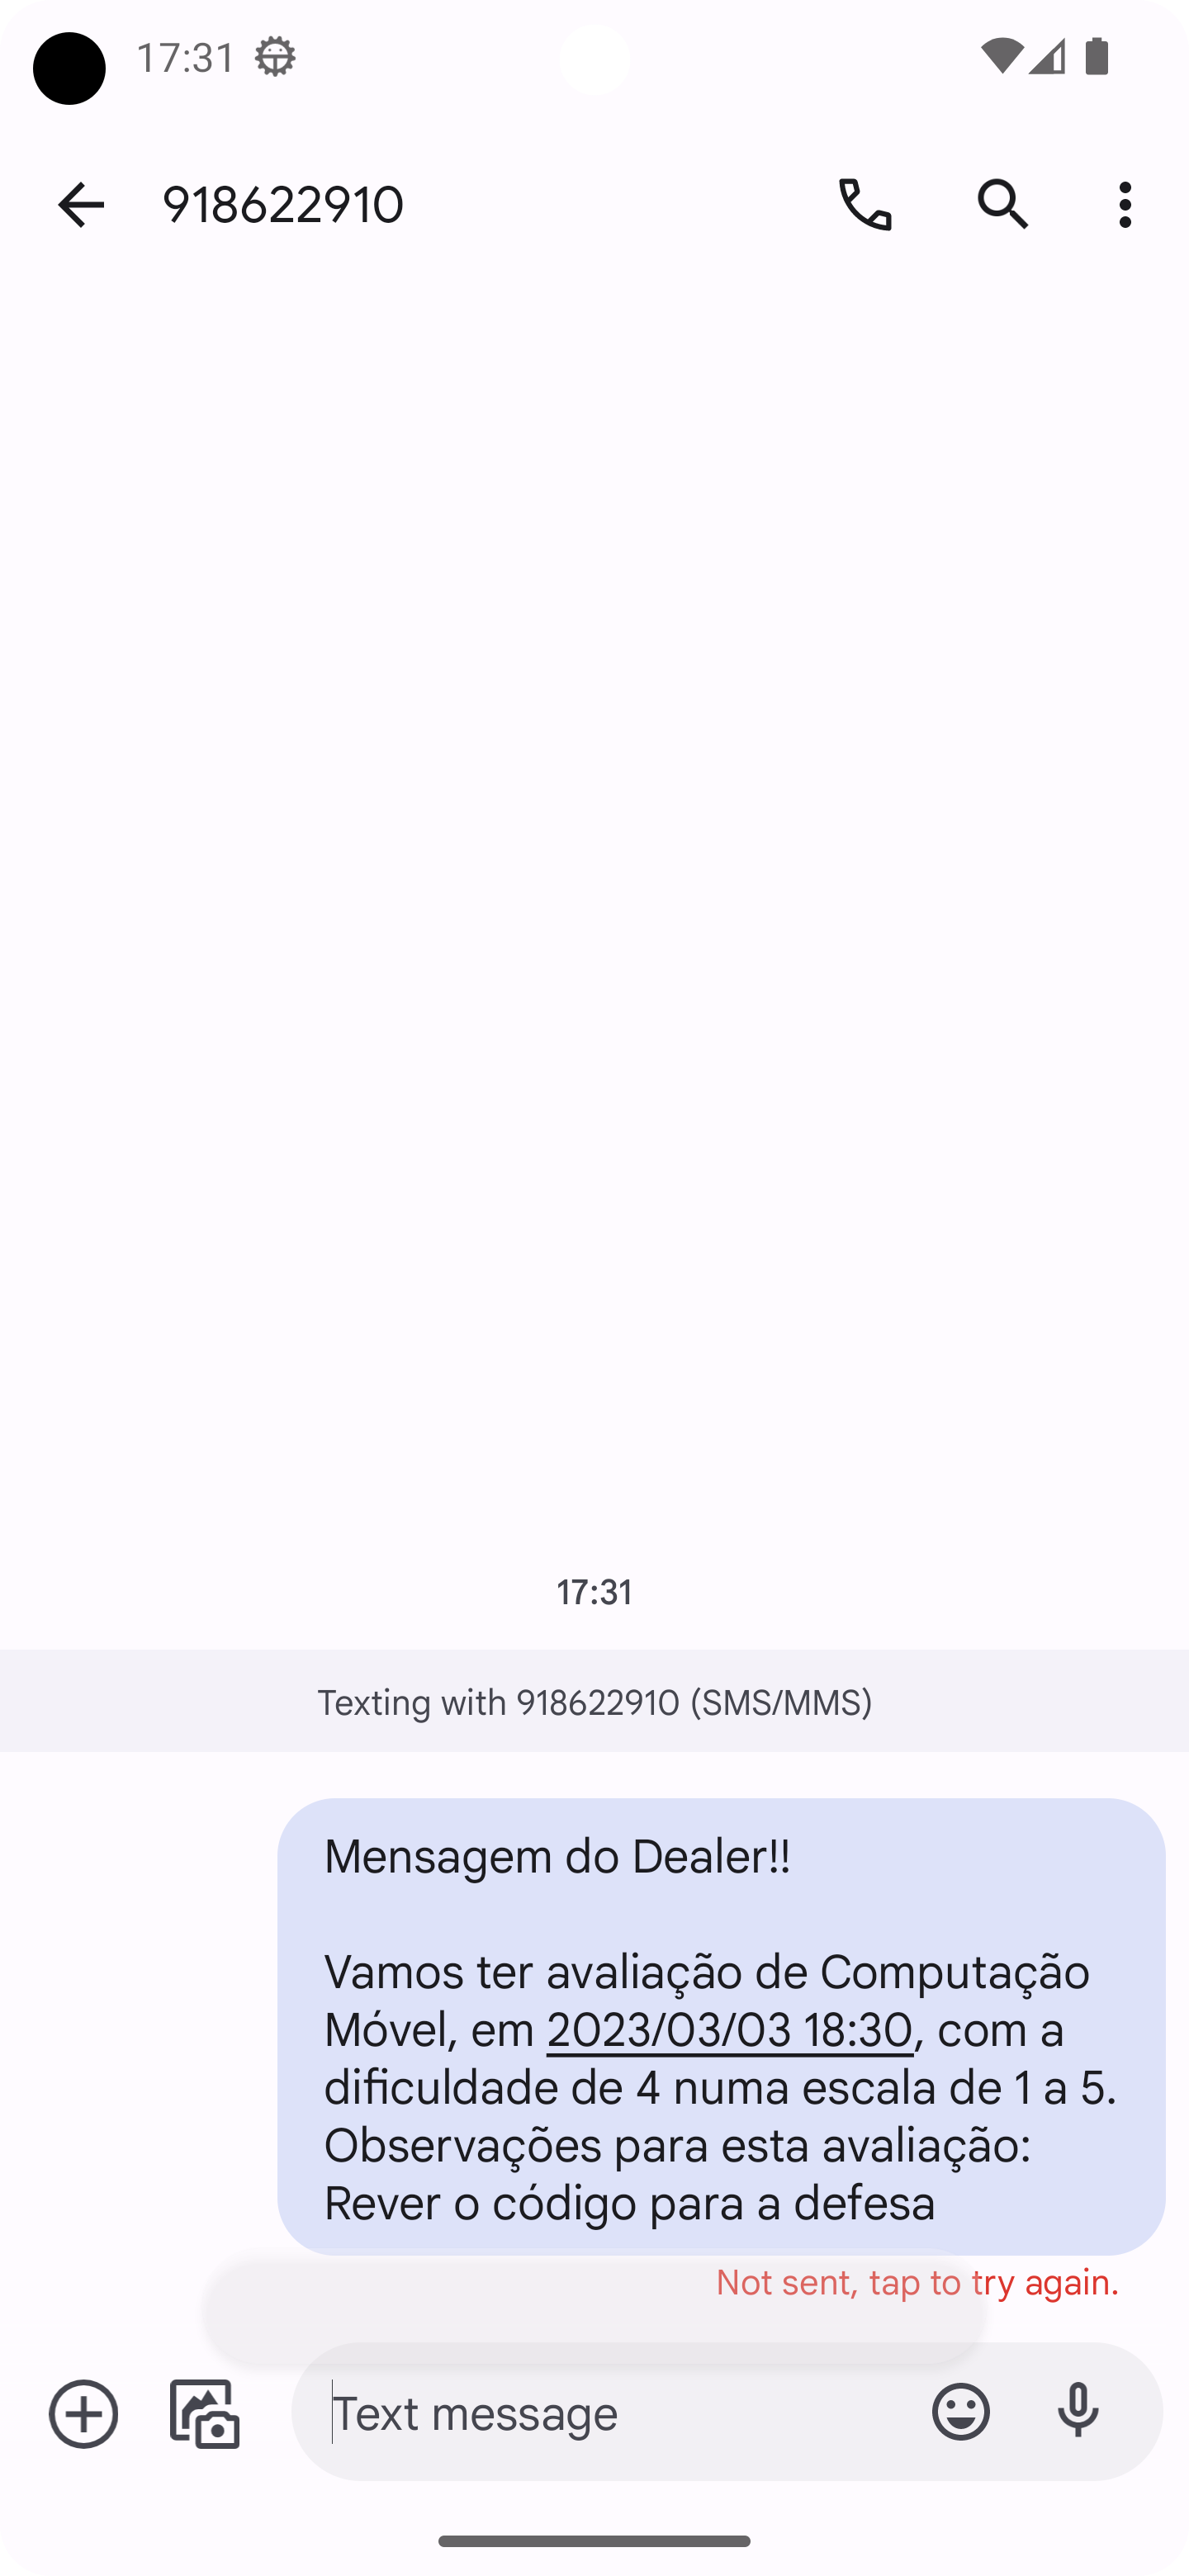 17:31
918622910
17:31
Texting with 918622910 (SMS/MMS)
Mensagem do Dealer!!
Vamos ter avaliação de Computação
Móvel, em 2023/03/03 18:30, com a
dificuldade de 4 numa escala de 1 a 5.
Observações para esta avaliação:
Rever o código para a defesa
Not sent, tap to try again.
Text message